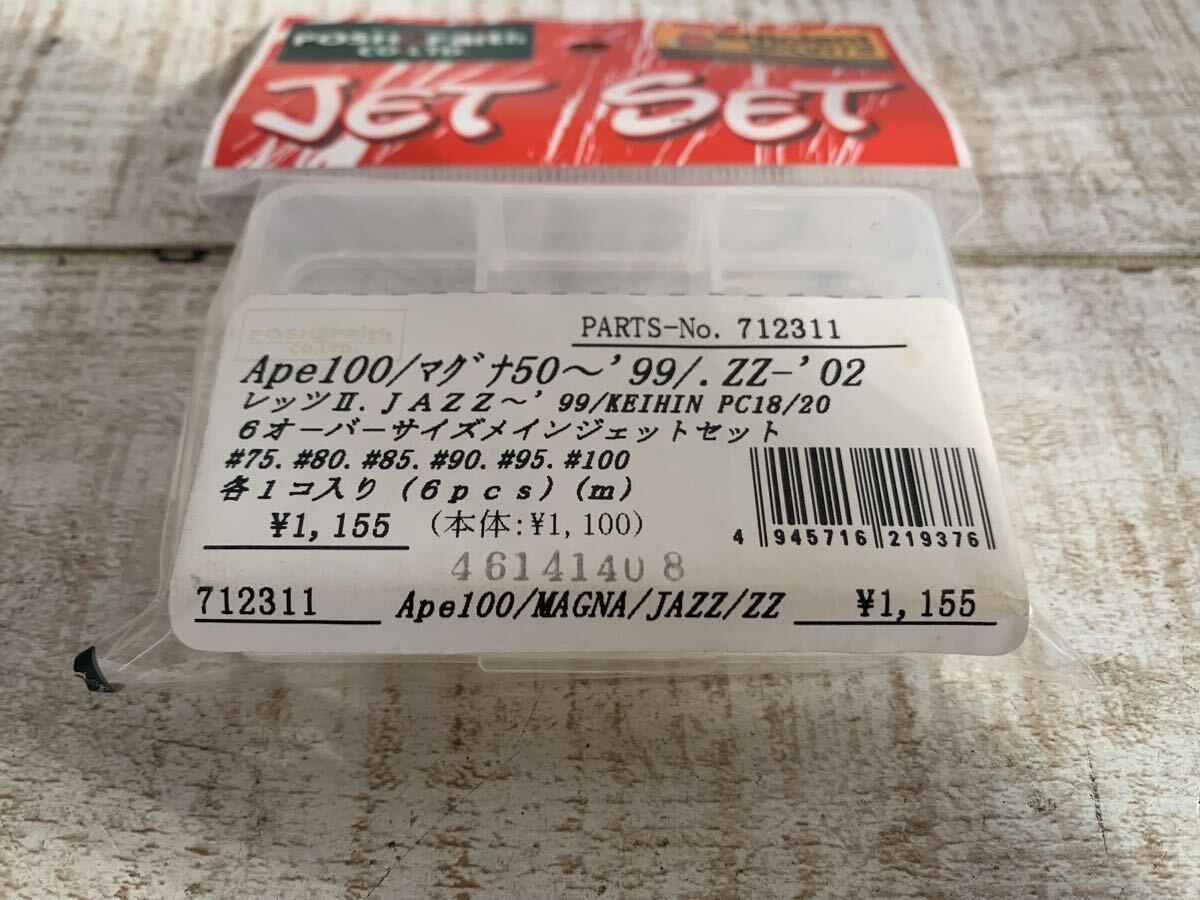 POSH Faith
CO.LTD
JET SET
POSH Faith
CO.LTD
PARTS-No. 712311
Ape100/マグナ50～'99/.ZZ-'02
レッツⅡ.JAZZ～'99/KEIHIN PC18/20
6オーバーサイズメインジェットセット
#75.#80.#85.#90.#95.#100
各1コ入り(6pcs)(m)
¥1,155 (本体:¥1,100)
4 945716 219376
46141408
712311 Ape100/MAGNA/JAZZ/ZZ ¥1,155